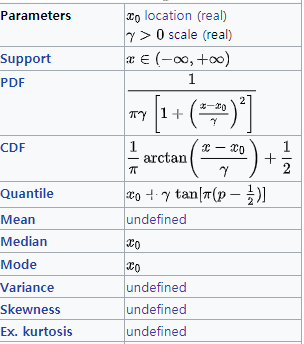 Parameters x₀ location (real)
γ > 0 scale (real)
Support x ∈ (−∞, +∞)
PDF 1 / (πγ [1 + ((x−x₀)/γ)²])
CDF (1/π) arctan((x − x₀)/γ) + 1/2
Quantile x₀ + γ tan[π(p − ½)]
Mean undefined
Median x₀
Mode x₀
Variance undefined
Skewness undefined
Ex. kurtosis undefined